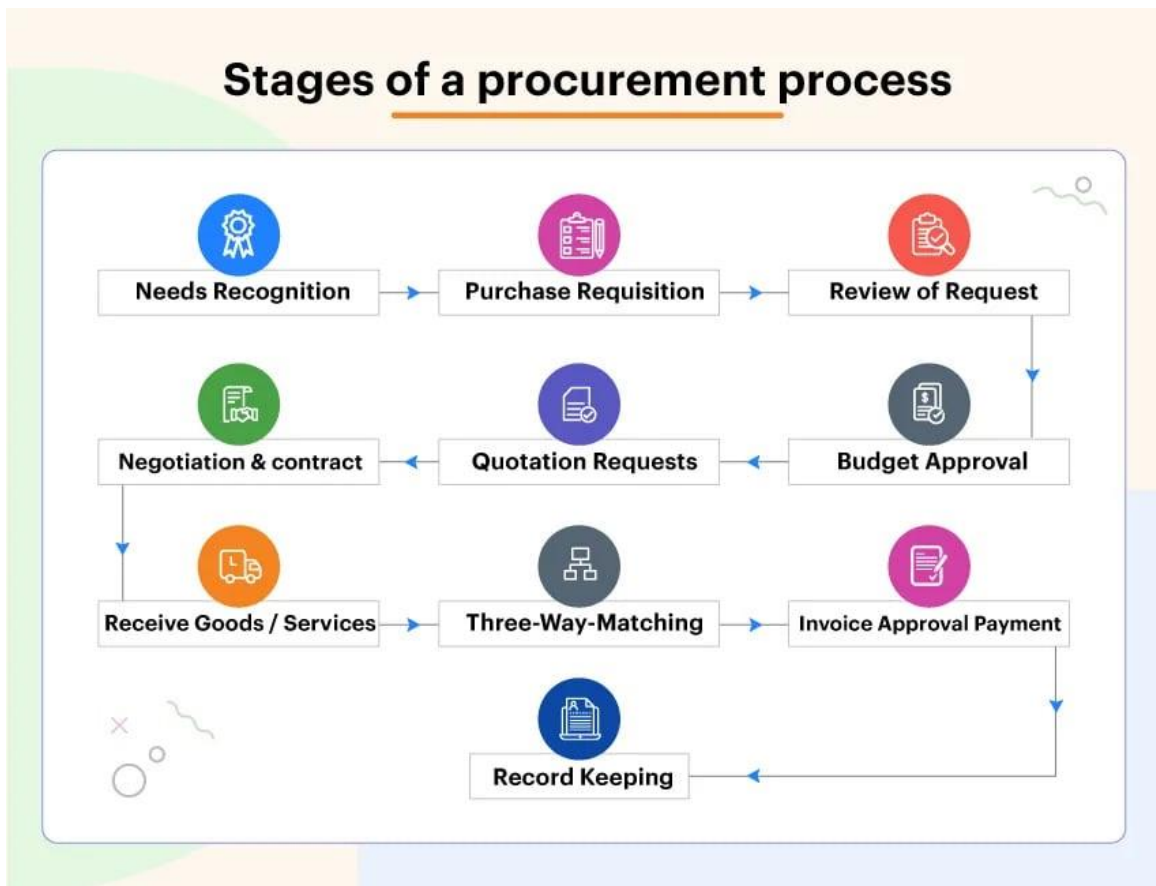 Stages of a procurement process
Needs Recognition
Purchase Requisition
Review of Request
Budget Approval
Quotation Requests
Negotiation & contract
Receive Goods / Services
Three-Way-Matching
Invoice Approval Payment
Record Keeping